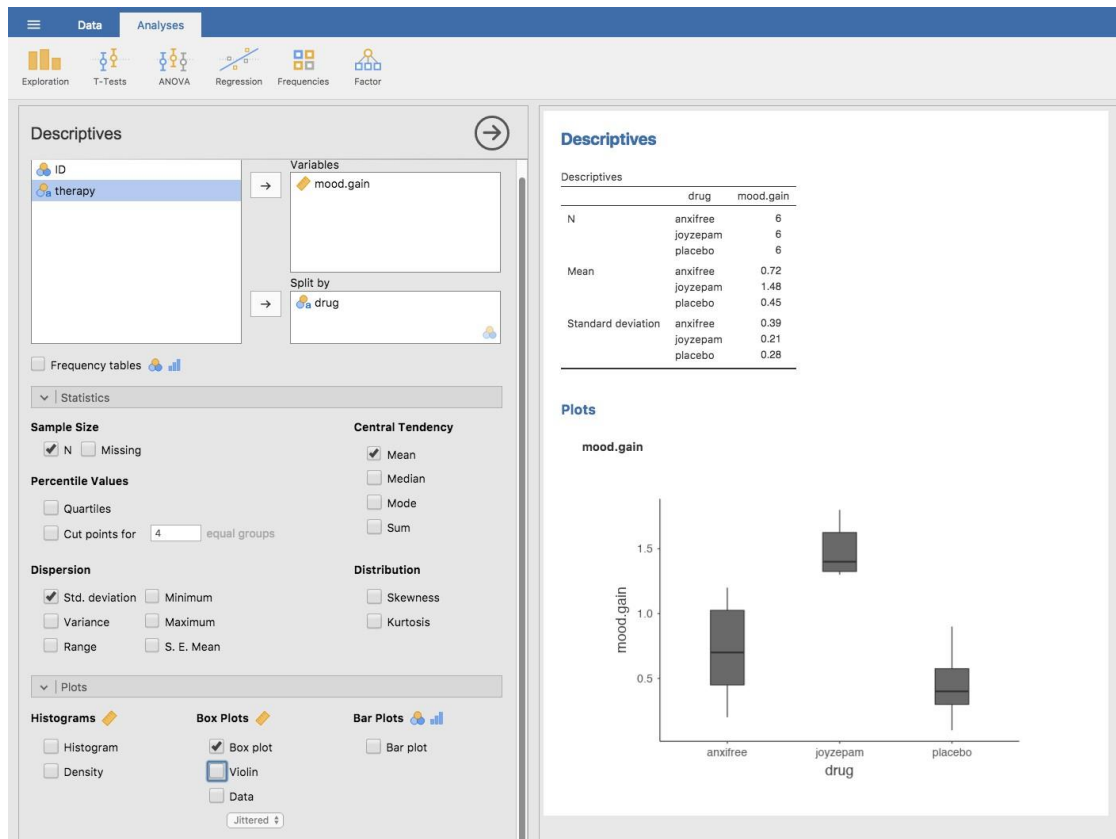 Data Analyses
Exploration T-Tests ANOVA Regression Frequencies Factor
Descriptives
ID
therapy
Variables
mood.gain
Split by
drug
Frequency tables
Statistics
Sample Size
N Missing
Percentile Values
Quartiles
Cut points for 4 equal groups
Central Tendency
Mean
Median
Mode
Sum
Dispersion
Std. deviation Minimum
Variance Maximum
Range S. E. Mean
Distribution
Skewness
Kurtosis
Plots
Histograms
Histogram
Density
Box Plots
Box plot
Violin
Data
Jittered
Bar Plots
Bar plot
Descriptives
Descriptives
drug mood.gain
N anxifree 6
joyzepam 6
placebo 6
Mean anxifree 0.72
joyzepam 1.48
placebo 0.45
Standard deviation anxifree 0.39
joyzepam 0.21
placebo 0.28
Plots
mood.gain
mood.gain
1.5
1.0
0.5
anxifree joyzepam placebo
drug